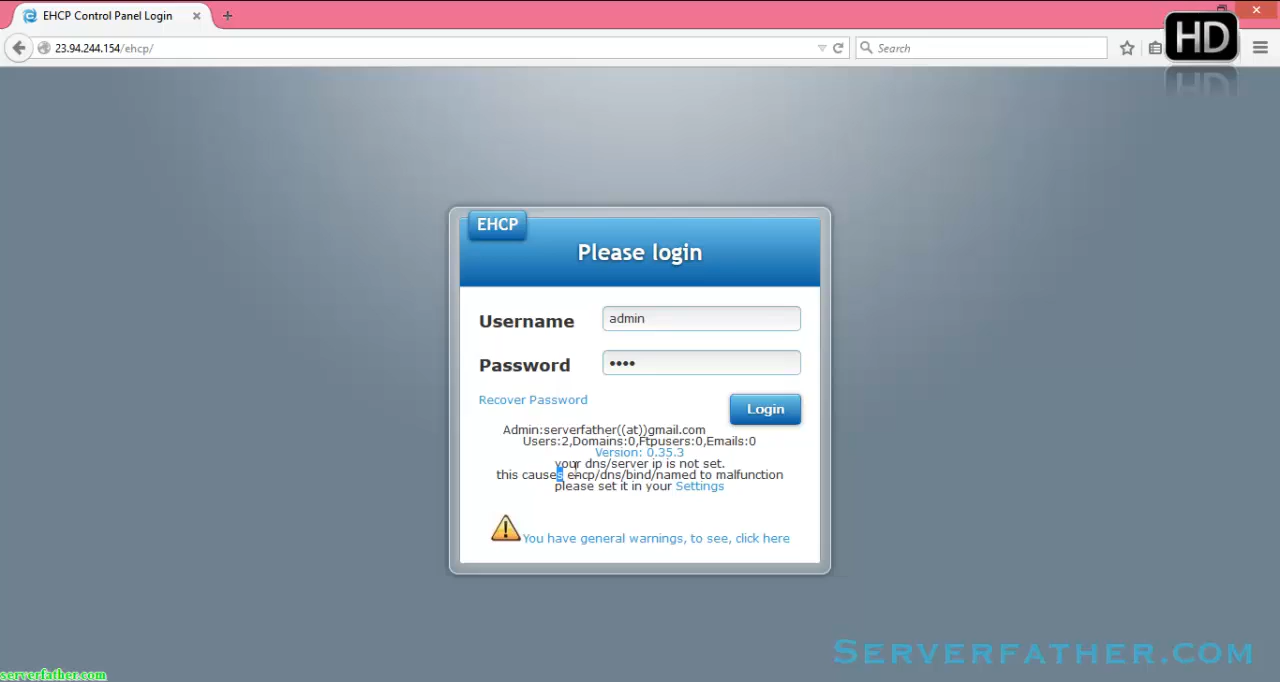 EHCP Control Panel Login
23.94.244.154/ehcp/
Search
HD
EHCP
Please login
Username
admin
Password
••••
Recover Password
Login
Admin:serverfather((at))gmail.com
Users:2,Domains:0,Ftpusers:0,Emails:0
Version: 0.35.3
your dns/server ip is not set.
this causes ehcp/dns/bind/named to malfunction
please set it in your Settings
You have general warnings, to see, click here
Serverfather.com
serverfather.com